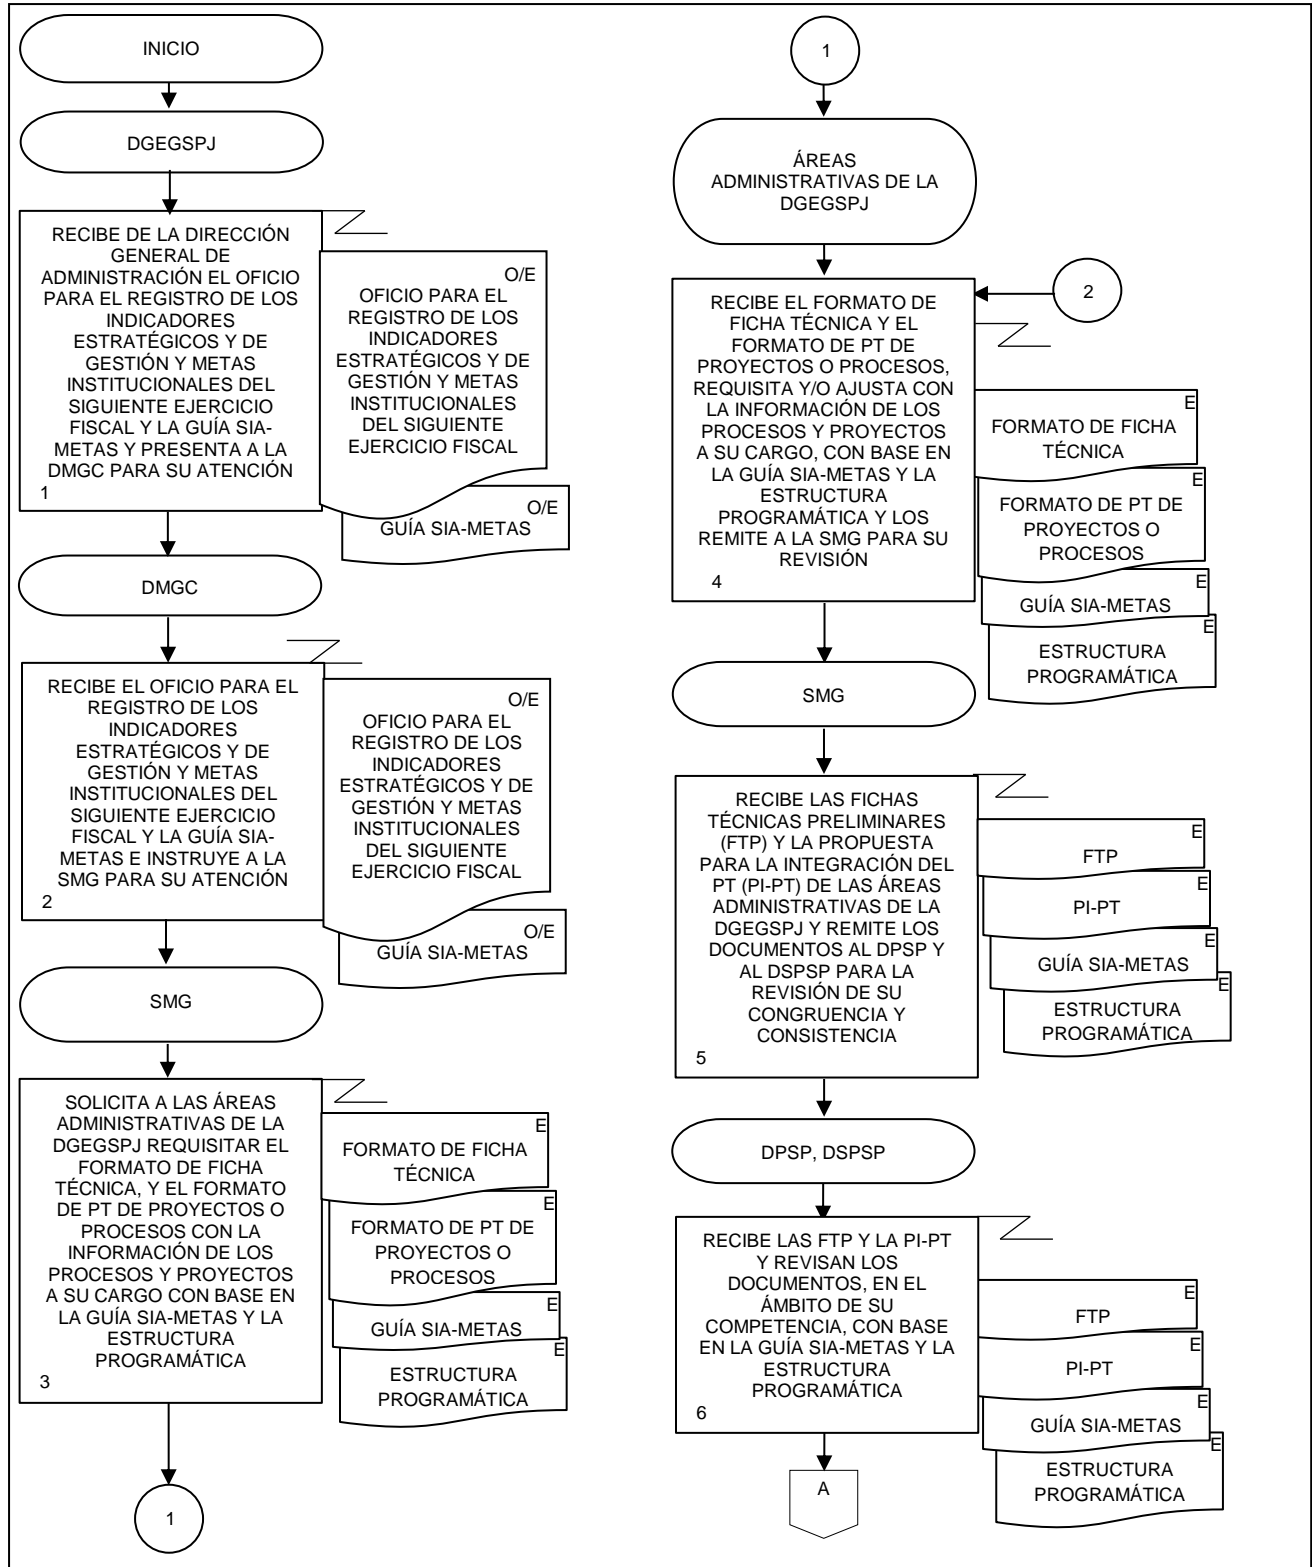 INICIO
DGEGSPJ
RECIBE DE LA DIRECCIÓN
GENERAL DE
ADMINISTRACIÓN EL OFICIO
PARA EL REGISTRO DE LOS
INDICADORES
ESTRATÉGICOS Y DE
GESTIÓN Y METAS
INSTITUCIONALES DEL
SIGUIENTE EJERCICIO
FISCAL Y LA GUÍA SIA-
METAS Y PRESENTA A LA
DMGC PARA SU ATENCIÓN
1
O/E
OFICIO PARA EL
REGISTRO DE LOS
INDICADORES
ESTRATÉGICOS Y DE
GESTIÓN Y METAS
INSTITUCIONALES
DEL SIGUIENTE
EJERCICIO FISCAL
O/E
GUÍA SIA-METAS
DMGC
RECIBE EL OFICIO PARA EL
REGISTRO DE LOS
INDICADORES
ESTRATÉGICOS Y DE
GESTIÓN Y METAS
INSTITUCIONALES DEL
SIGUIENTE EJERCICIO
FISCAL Y LA GUÍA SIA-
METAS E INSTRUYE A LA
SMG PARA SU ATENCIÓN
2
O/E
OFICIO PARA EL
REGISTRO DE LOS
INDICADORES
ESTRATÉGICOS Y DE
GESTIÓN Y METAS
INSTITUCIONALES
DEL SIGUIENTE
EJERCICIO FISCAL
O/E
GUÍA SIA-METAS
SMG
SOLICITA A LAS ÁREAS
ADMINISTRATIVAS DE LA
DGEGSPJ REQUISITAR EL
FORMATO DE FICHA
TÉCNICA, Y EL FORMATO
DE PT DE PROYECTOS O
PROCESOS CON LA
INFORMACIÓN DE LOS
PROCESOS Y PROYECTOS
A SU CARGO CON BASE EN
LA GUÍA SIA-METAS Y LA
ESTRUCTURA
PROGRAMÁTICA
3
E
FORMATO DE FICHA
TÉCNICA
E
FORMATO DE PT DE
PROYECTOS O
PROCESOS
E
GUÍA SIA-METAS
E
ESTRUCTURA
PROGRAMÁTICA
1
1
ÁREAS
ADMINISTRATIVAS DE LA
DGEGSPJ
2
RECIBE EL FORMATO DE
FICHA TÉCNICA Y EL
FORMATO DE PT DE
PROYECTOS O PROCESOS,
REQUISITA Y/O AJUSTA CON
LA INFORMACIÓN DE LOS
PROCESOS Y PROYECTOS
A SU CARGO, CON BASE EN
LA GUÍA SIA-METAS Y LA
ESTRUCTURA
PROGRAMÁTICA Y LOS
REMITE A LA SMG PARA SU
REVISIÓN
4
E
FORMATO DE FICHA
TÉCNICA
E
FORMATO DE PT DE
PROYECTOS O
PROCESOS
E
GUÍA SIA-METAS
E
ESTRUCTURA
PROGRAMÁTICA
SMG
RECIBE LAS FICHAS
TÉCNICAS PRELIMINARES
(FTP) Y LA PROPUESTA
PARA LA INTEGRACIÓN DEL
PT (PI-PT) DE LAS ÁREAS
ADMINISTRATIVAS DE LA
DGEGSPJ Y REMITE LOS
DOCUMENTOS AL DPSP Y
AL DSPSP PARA LA
REVISIÓN DE SU
CONGRUENCIA Y
CONSISTENCIA
5
E
FTP
E
PI-PT
E
GUÍA SIA-METAS
E
ESTRUCTURA
PROGRAMÁTICA
DPSP, DSPSP
RECIBE LAS FTP Y LA PI-PT
Y REVISAN LOS
DOCUMENTOS, EN EL
ÁMBITO DE SU
COMPETENCIA, CON BASE
EN LA GUÍA SIA-METAS Y LA
ESTRUCTURA
PROGRAMÁTICA
6
E
FTP
E
PI-PT
E
GUÍA SIA-METAS
E
ESTRUCTURA
PROGRAMÁTICA
A